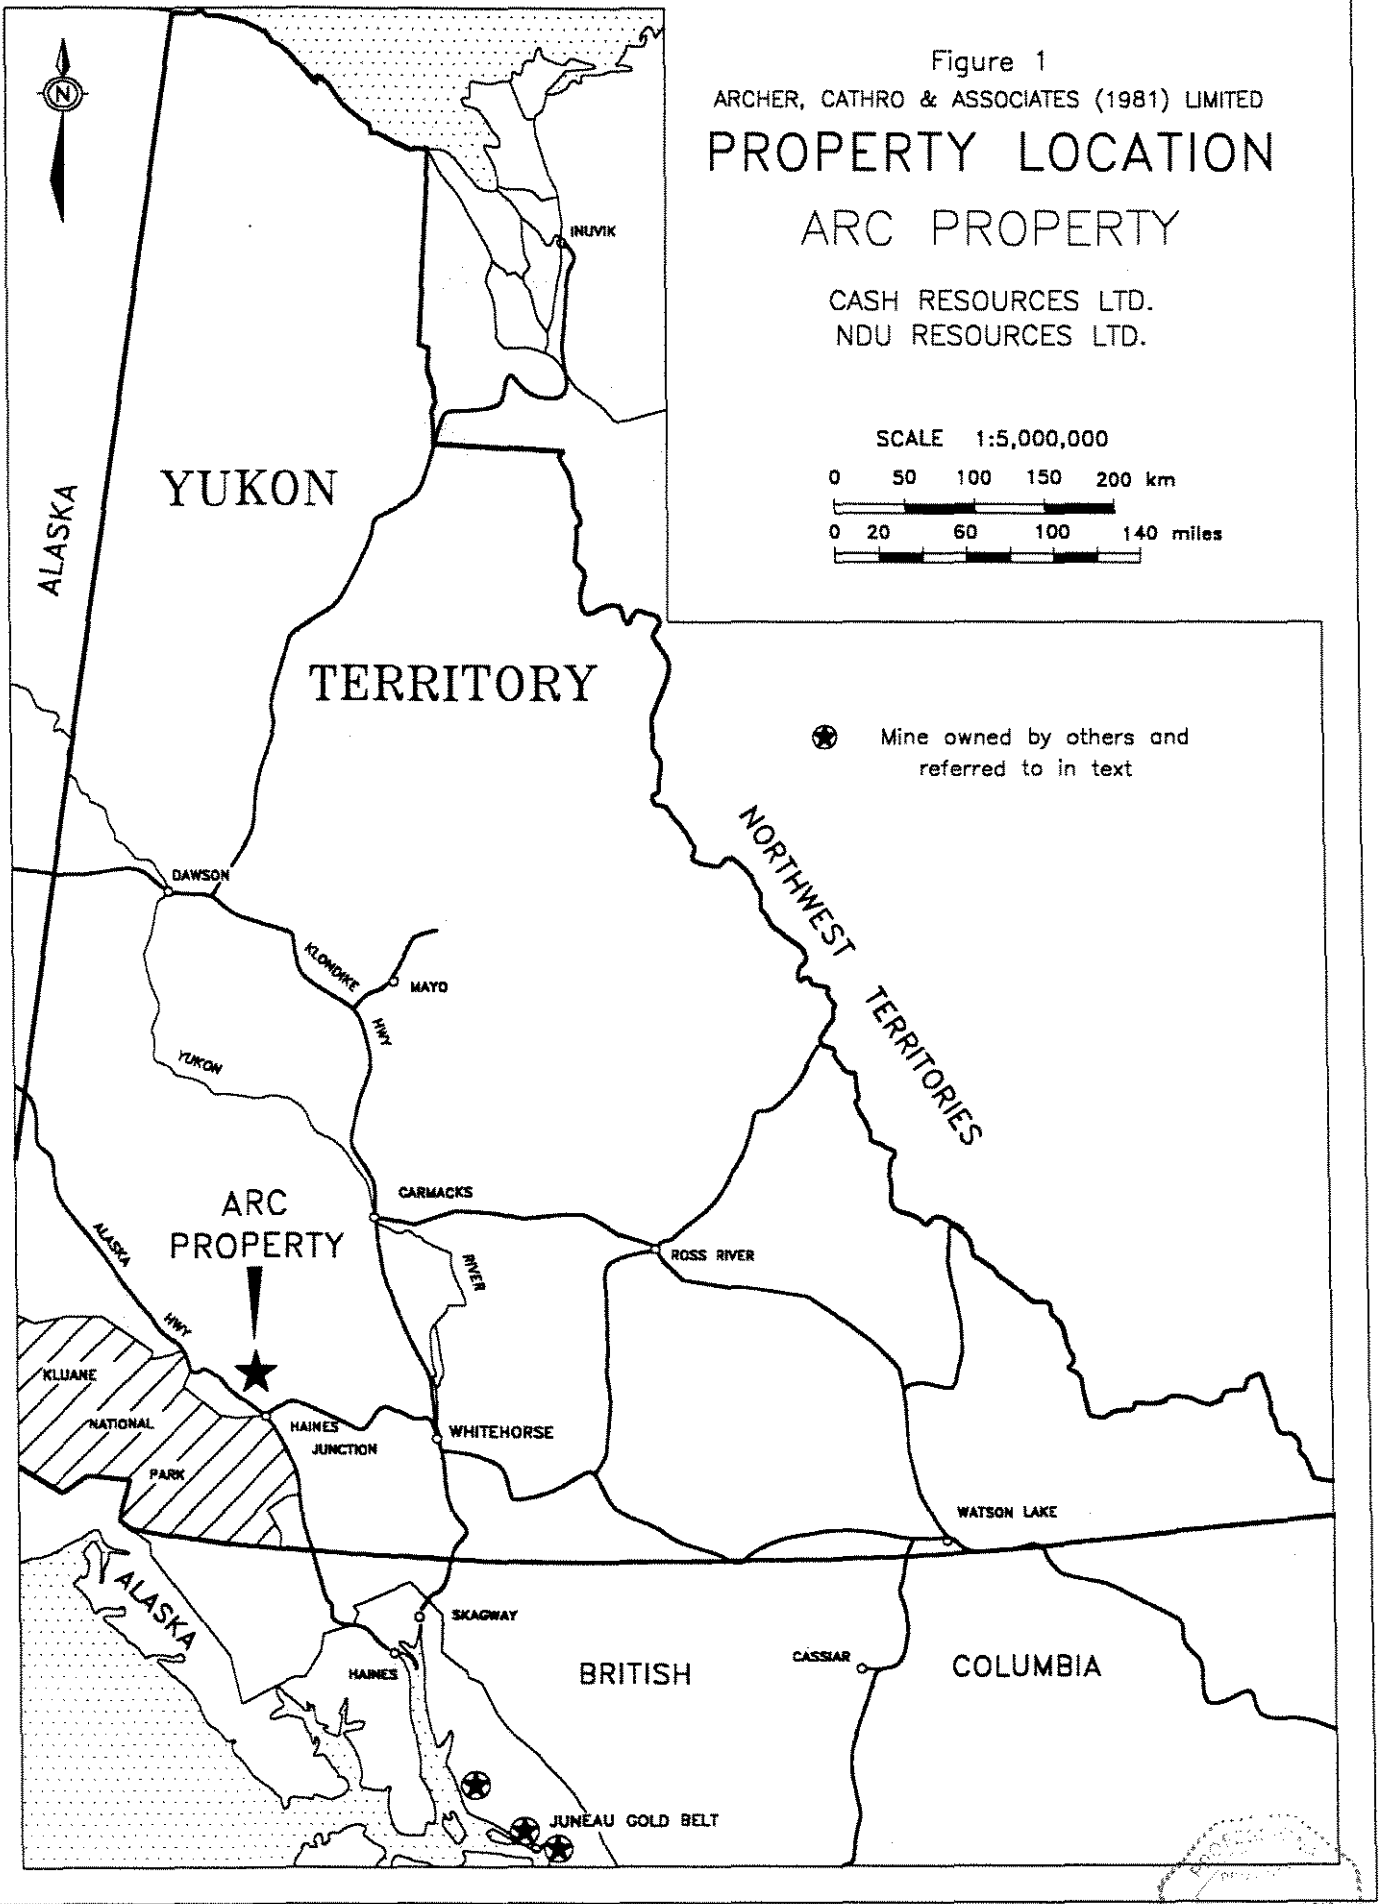 N
Figure 1
ARCHER, CATHRO & ASSOCIATES (1981) LIMITED
PROPERTY LOCATION
ARC PROPERTY
CASH RESOURCES LTD.
NDU RESOURCES LTD.
SCALE 1:5,000,000
0 50 100 150 200 km
0 20 60 100 140 miles
INUVIK
YUKON
ALASKA
TERRITORY
Mine owned by others and
referred to in text
NORTHWEST TERRITORIES
DAWSON
KLONDIKE
HWY
MAYO
YUKON
RIVER
CARMACKS
ARC
PROPERTY
ALASKA
HWY
ROSS RIVER
KLUANE
NATIONAL
PARK
HAINES
JUNCTION
WHITEHORSE
WATSON LAKE
ALASKA
SKAGWAY
HAINES
BRITISH
CASSIAR
COLUMBIA
JUNEAU GOLD BELT